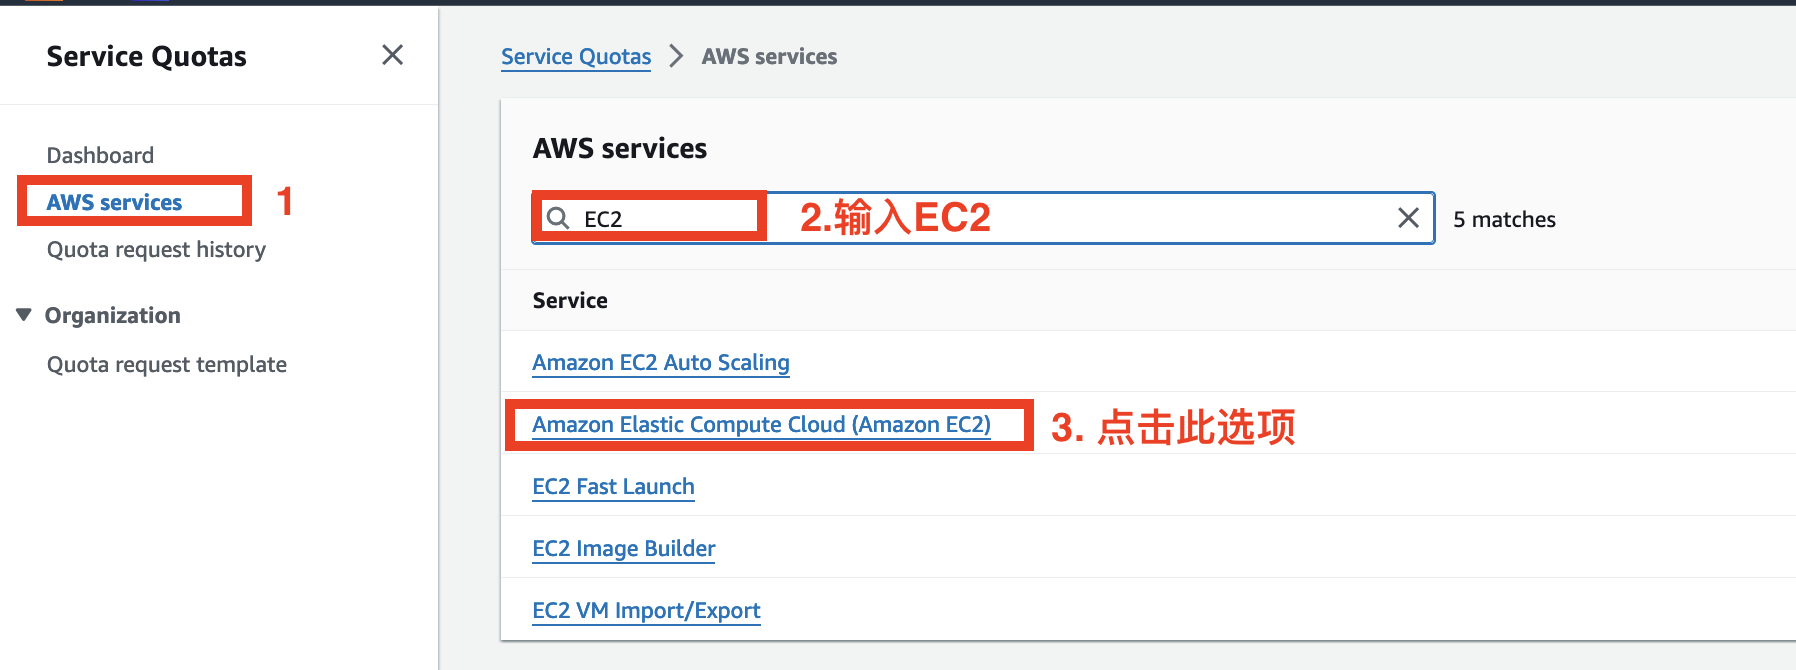 Service Quotas
Dashboard
AWS services
1
Quota request history
Organization
Quota request template
Service Quotas > AWS services
AWS services
EC2
2.输入EC2
5 matches
Service
Amazon EC2 Auto Scaling
Amazon Elastic Compute Cloud (Amazon EC2)
3. 点击此选项
EC2 Fast Launch
EC2 Image Builder
EC2 VM Import/Export